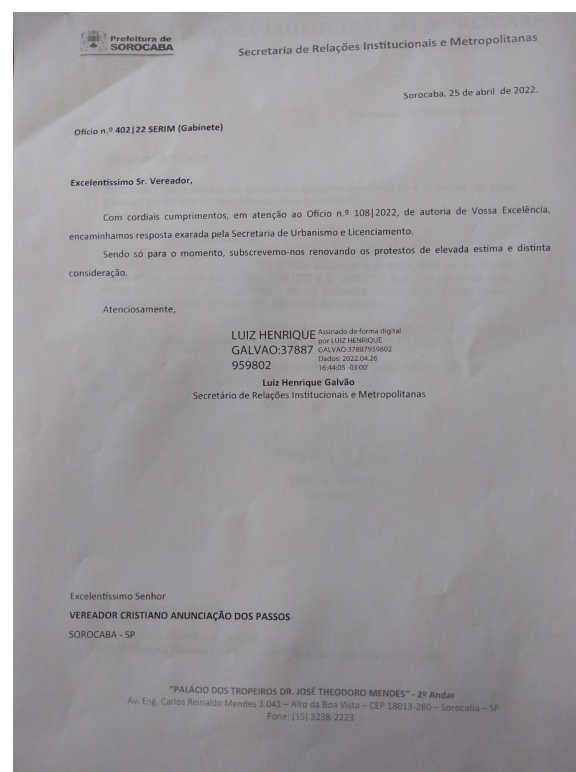 Prefeitura de
SOROCABA
Secretaria de Relações Institucionais e Metropolitanas
Sorocaba, 25 de abril de 2022.
Ofício n.º 402|22 SERIM (Gabinete)
Excelentíssimo Sr. Vereador,
Com cordiais cumprimentos, em atenção ao Ofício n.º 108|2022, de autoria de Vossa Excelência,
encaminhamos resposta exarada pela Secretaria de Urbanismo e Licenciamento.
Sendo só para o momento, subscrevemo-nos renovando os protestos de elevada estima e distinta
consideração.
Atenciosamente,
LUIZ HENRIQUE
GALVAO:37887
959802
Assinado de forma digital
por LUIZ HENRIQUE
GALVAO:37887959802
Dados: 2022.04.26
16:44:05 -03'00'
Luiz Henrique Galvão
Secretário de Relações Institucionais e Metropolitanas
Excelentíssimo Senhor
VEREADOR CRISTIANO ANUNCIAÇÃO DOS PASSOS
SOROCABA - SP
"PALÁCIO DOS TROPEIROS DR. JOSÉ THEODORO MENDES" - 2º Andar
Av. Eng. Carlos Reinaldo Mendes 3.041 – Alto da Boa Vista – CEP 18013-280 – Sorocaba – SP
Fone: (15) 3238-2223